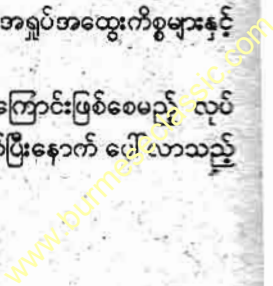 အရှုပ်အထွေးကိစ္စများနှင့်
ကြောင်းဖြစ်စေမည့် လုပ်
ပြီးနောက် ပေါ်လာသည့်
www.burmeseclassic.com